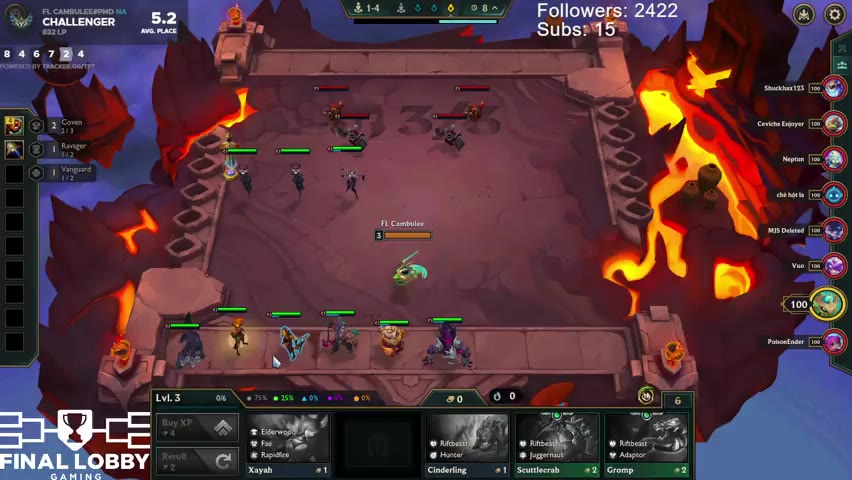 FL CAMBULEE#PMD NA
CHALLENGER
832 LP
5.2
AVG. PLACE
8 4 6 7 2 4
POWERED BY TRACKER.GG/TFT
1-4
8
Followers: 2422
Subs: 15
2 Coven
2 / 3
1 Ravager
1 / 2
1 Vanguard
1 / 2
3/6
FL Cambulee
3
Shuckhax123 100
Ceviche Enjoyer 100
Neptun 100
chè hột la 100
MJS Deleted 100
Vuo 100
100
PoisonEnder 100
Lvl. 3
0/6
75% 25% 0% 0% 0%
0
0
6
Buy XP
4
Reroll
2
Elderwood
Fae
Rapidfire
Xayah 1
Riftbeast
Hunter
Cinderling 1
Riftbeast
Juggernaut
Scuttlecrab 2
Riftbeast
Adaptor
Gromp 2
FINAL LOBBY
GAMING